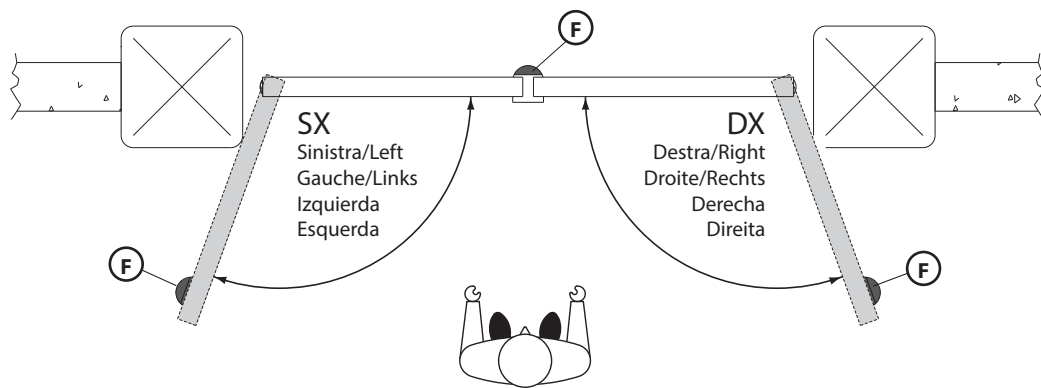 F
SX
Sinistra/Left
Gauche/Links
Izquierda
Esquerda
DX
Destra/Right
Droite/Rechts
Derecha
Direita
F
F